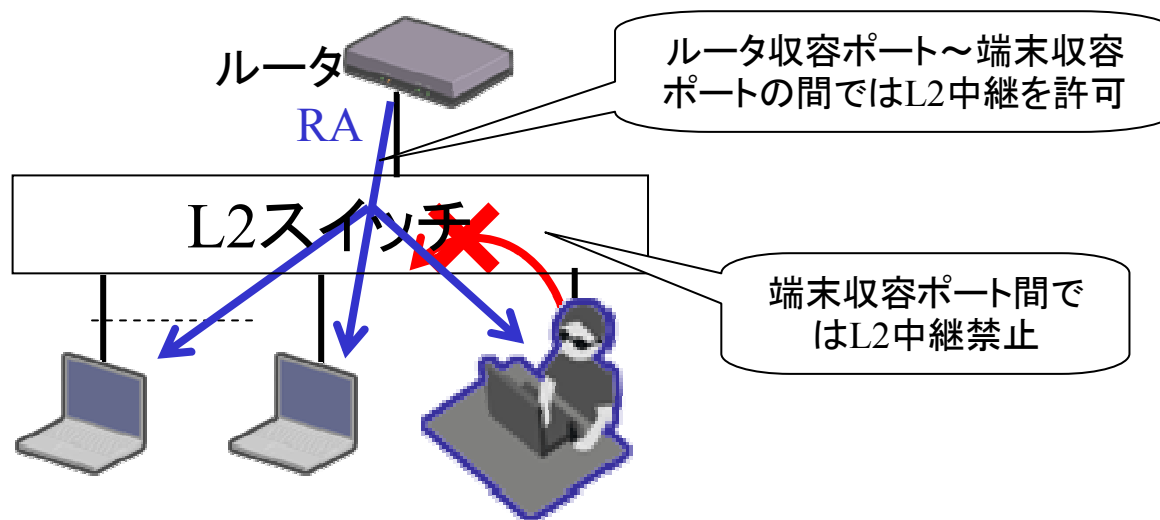 ルータ
RA
ルータ収容ポート～端末収容
ポートの間ではL2中継を許可
L2スイッチ
端末収容ポート間で
はL2中継禁止